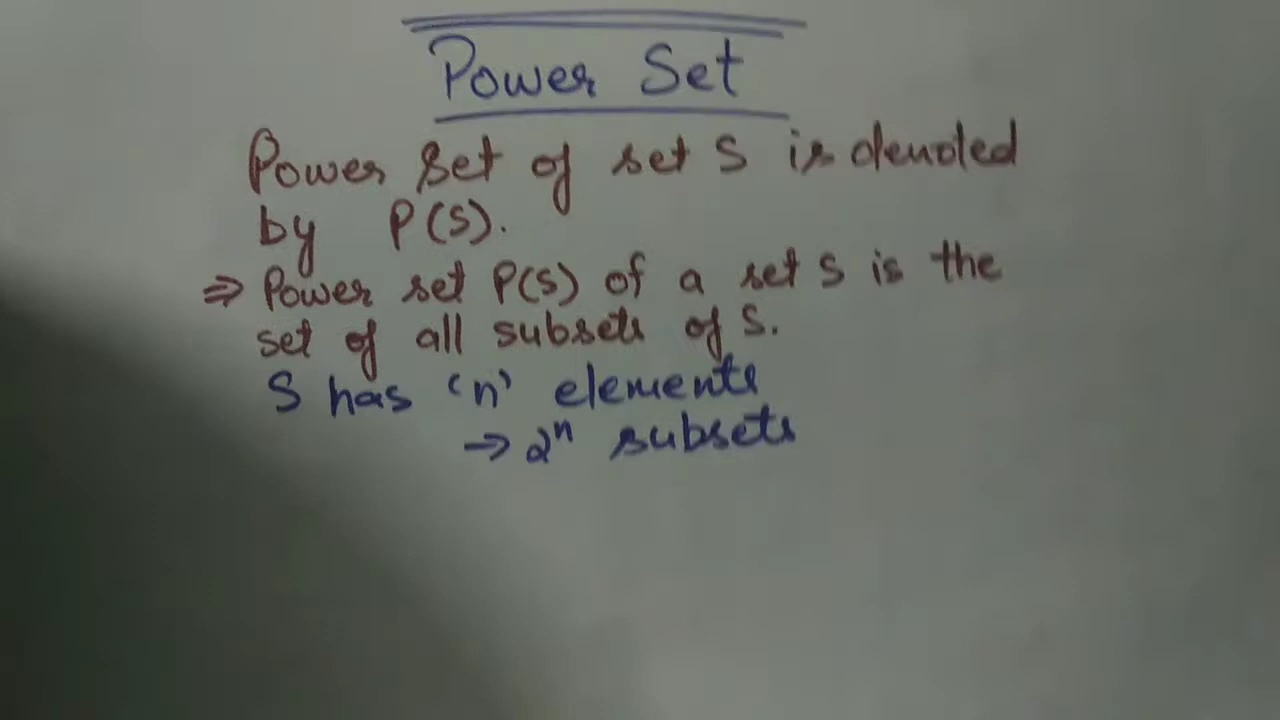 Power Set
Power Set of set S is denoted
by P(S).
⇒ Power set P(S) of a set S is the
set of all subsets of S.
S has 'n' elements
→ 2ⁿ subsets